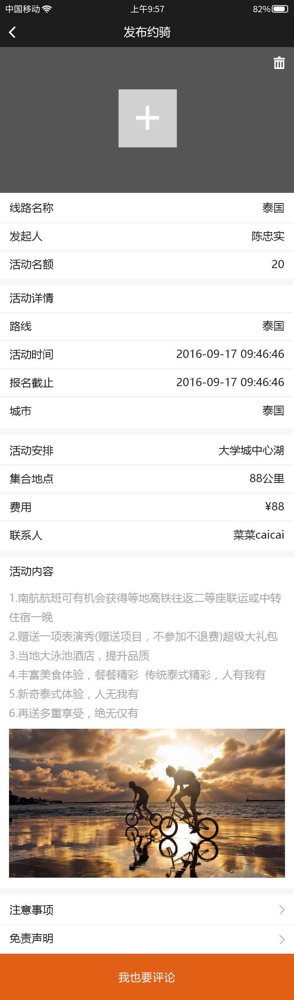 中国移动 上午9:57 82%
发布约骑
线路名称 泰国
发起人 陈忠实
活动名额 20
活动详情
路线 泰国
活动时间 2016-09-17 09:46:46
报名截止 2016-09-17 09:46:46
城市 泰国
活动安排 大学城中心湖
集合地点 88公里
费用 ¥88
联系人 菜菜caicai
活动内容
1.南航航班可有机会获得等地高铁往返二等座联运或中转
住宿一晚
2.赠送一项表演秀(赠送项目，不参加不退费)超级大礼包
3.当地大泳池酒店，提升品质
4.丰富美食体验，餐餐精彩 传统泰式精彩，人有我有
5.新奇泰式体验，人无我有
6.再送多重享受，绝无仅有
注意事项
免责声明
我也要评论